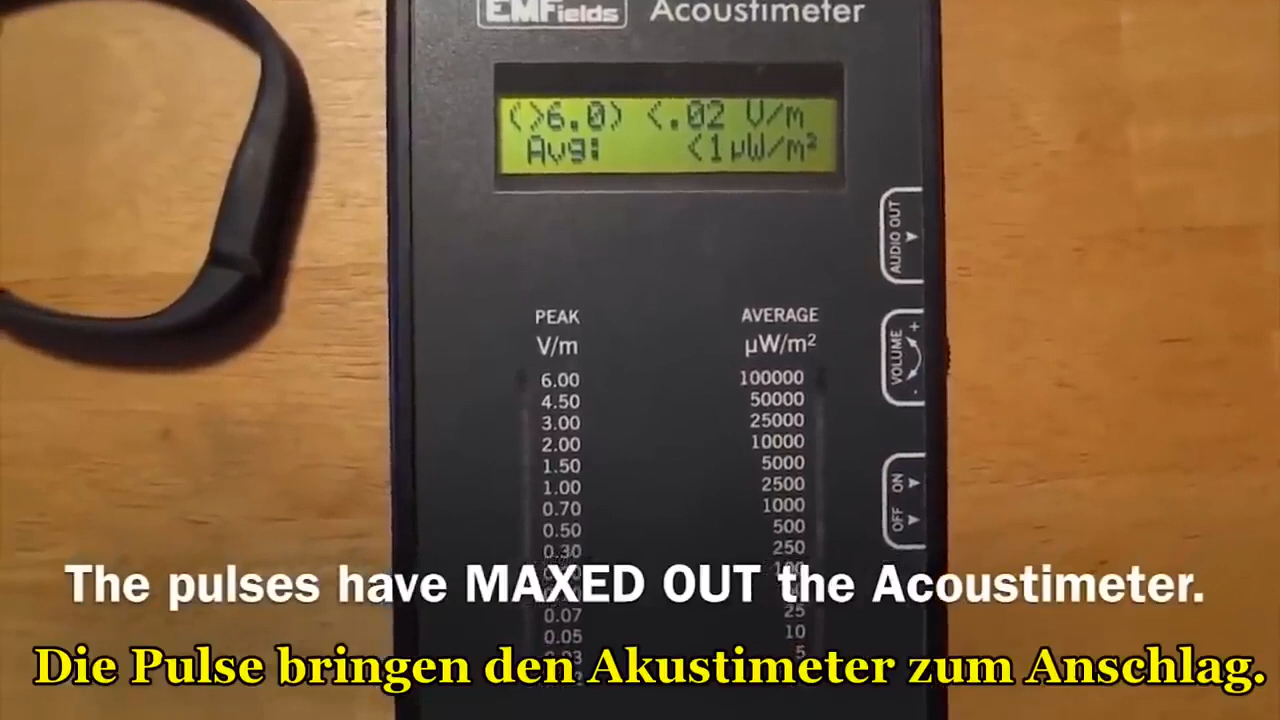 EMFields Acoustimeter
(>6.0) <.02 V/m
Avg: <1µW/m²
AUDIO OUT
PEAK AVERAGE
V/m µW/m²
VOLUME
- +
6.00 100000
4.50 50000
3.00 25000
2.00 10000
1.50 5000
1.00 2500
0.70 1000
0.50 500
0.30 250
OFF ON
The pulses have MAXED OUT the Acoustimeter.
0.07 25
0.05 10
Die Pulse bringen den Akustimeter zum Anschlag.